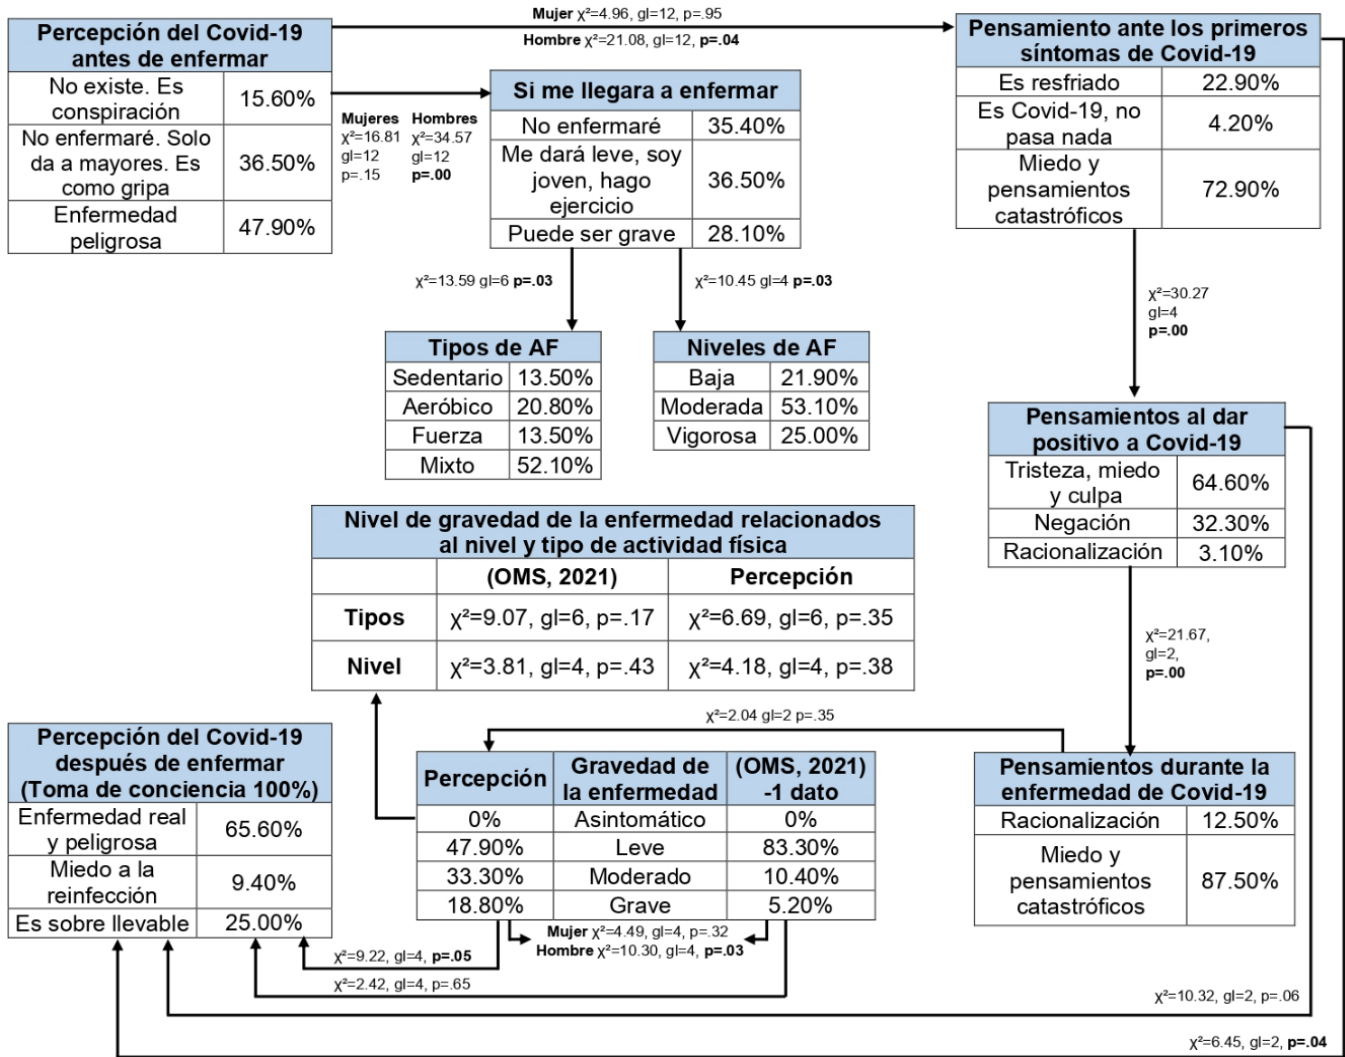 Mujer χ²=4.96, gl=12, p=.95
Hombre χ²=21.08, gl=12, p=.04
Percepción del Covid-19
antes de enfermar
No existe. Es
conspiración
15.60%
No enfermaré. Solo
da a mayores. Es
como gripa
36.50%
Enfermedad
peligrosa
47.90%
Mujeres
χ²=16.81
gl=12
p=.15
Hombres
χ²=34.57
gl=12
p=.00
Si me llegara a enfermar
No enfermaré 35.40%
Me dará leve, soy
joven, hago
ejercicio
36.50%
Puede ser grave 28.10%
Pensamiento ante los primeros
síntomas de Covid-19
Es resfriado 22.90%
Es Covid-19, no
pasa nada
4.20%
Miedo y
pensamientos
catastróficos
72.90%
χ²=13.59 gl=6 p=.03
χ²=10.45 gl=4 p=.03
χ²=30.27
gl=4
p=.00
Tipos de AF
Sedentario 13.50%
Aeróbico 20.80%
Fuerza 13.50%
Mixto 52.10%
Niveles de AF
Baja 21.90%
Moderada 53.10%
Vigorosa 25.00%
Pensamientos al dar
positivo a Covid-19
Tristeza, miedo
y culpa
64.60%
Negación 32.30%
Racionalización 3.10%
Nivel de gravedad de la enfermedad relacionados
al nivel y tipo de actividad física
(OMS, 2021) Percepción
Tipos χ²=9.07, gl=6, p=.17 χ²=6.69, gl=6, p=.35
Nivel χ²=3.81, gl=4, p=.43 χ²=4.18, gl=4, p=.38
χ²=21.67,
gl=2,
p=.00
χ²=2.04 gl=2 p=.35
Percepción del Covid-19
después de enfermar
(Toma de conciencia 100%)
Enfermedad real
y peligrosa
65.60%
Miedo a la
reinfección
9.40%
Es sobre llevable 25.00%
Percepción
Gravedad de
la enfermedad
(OMS, 2021)
-1 dato
0% Asintomático 0%
47.90% Leve 83.30%
33.30% Moderado 10.40%
18.80% Grave 5.20%
Pensamientos durante la
enfermedad de Covid-19
Racionalización 12.50%
Miedo y
pensamientos
catastróficos
87.50%
Mujer χ²=4.49, gl=4, p=.32
Hombre χ²=10.30, gl=4, p=.03
χ²=9.22, gl=4, p=.05
χ²=2.42, gl=4, p=.65
χ²=10.32, gl=2, p=.06
χ²=6.45, gl=2, p=.04